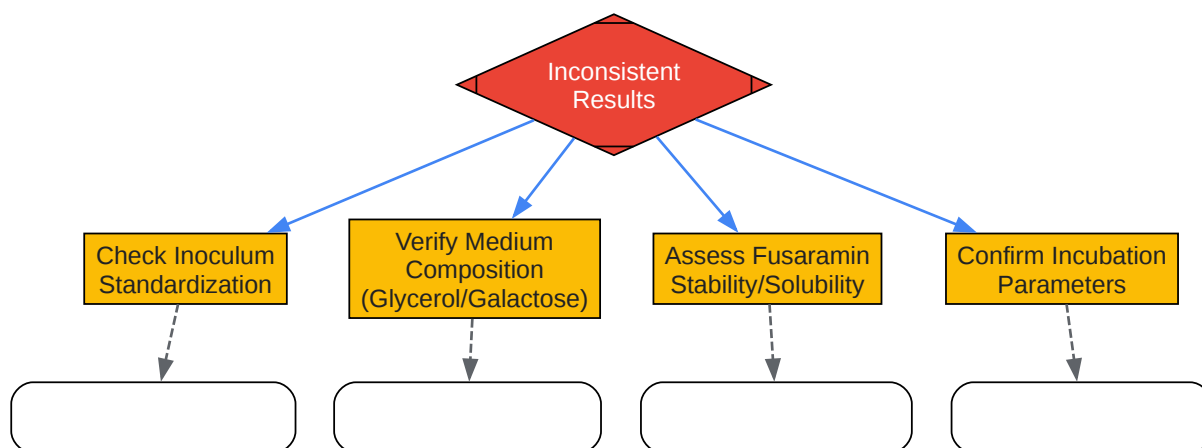 Inconsistent
Results
Check Inoculum
Standardization
Verify Medium
Composition
(Glycerol/Galactose)
Assess Fusaramin
Stability/Solubility
Confirm Incubation
Parameters